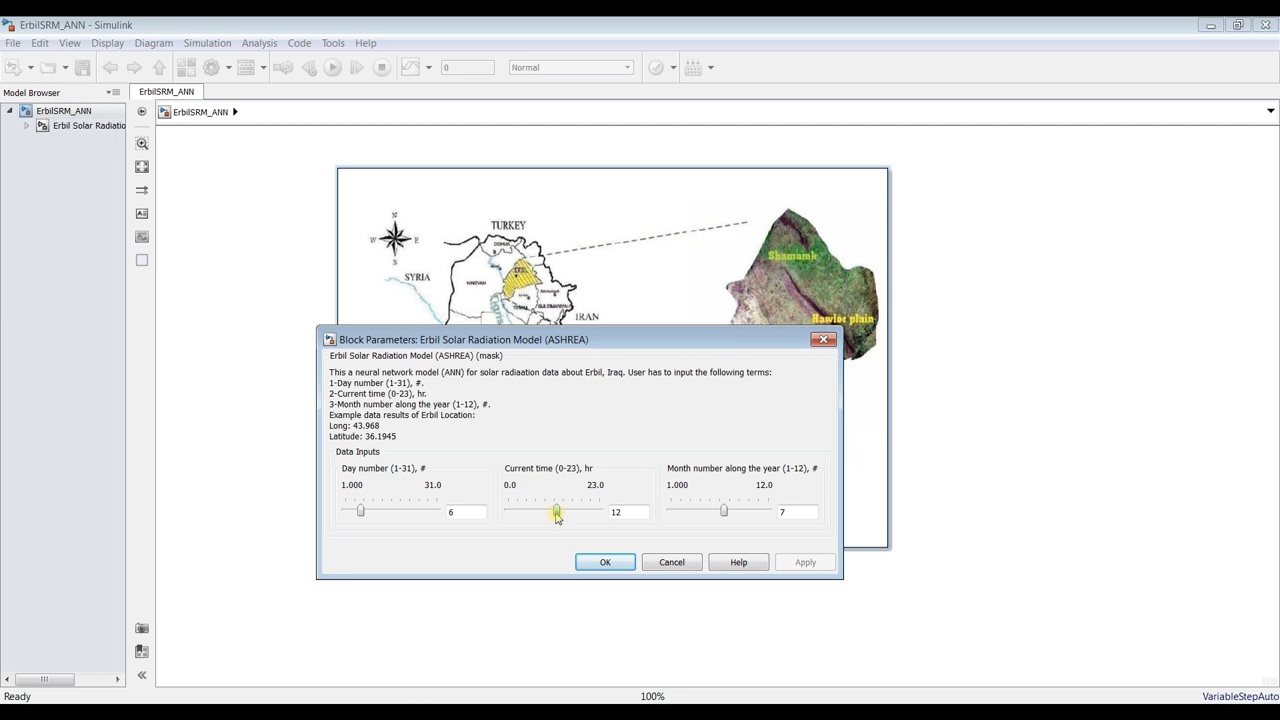 ErbilSRM_ANN - Simulink
File Edit View Display Diagram Simulation Analysis Code Tools Help
0 Normal
Model Browser
ErbilSRM_ANN
ErbilSRM_ANN
ErbilSRM_ANN
Erbil Solar Radiatio
N
W E
S
TURKEY
SYRIA
IRAN
DOHUK
NINEVAH
Shamamk
Hawler plain
Block Parameters: Erbil Solar Radiation Model (ASHREA)
Erbil Solar Radiation Model (ASHREA) (mask)
This a neural network model (ANN) for solar radiaation data about Erbil, Iraq. User has to input the following terms:
1-Day number (1-31), #.
2-Current time (0-23), hr.
3-Month number along the year (1-12), #.
Example data results of Erbil Location:
Long: 43.968
Latitude: 36.1945
Data Inputs
Day number (1-31), # Current time (0-23), hr Month number along the year (1-12), #
1.000 31.0 0.0 23.0 1.000 12.0
6 12 7
OK Cancel Help Apply
Ready 100% VariableStepAuto